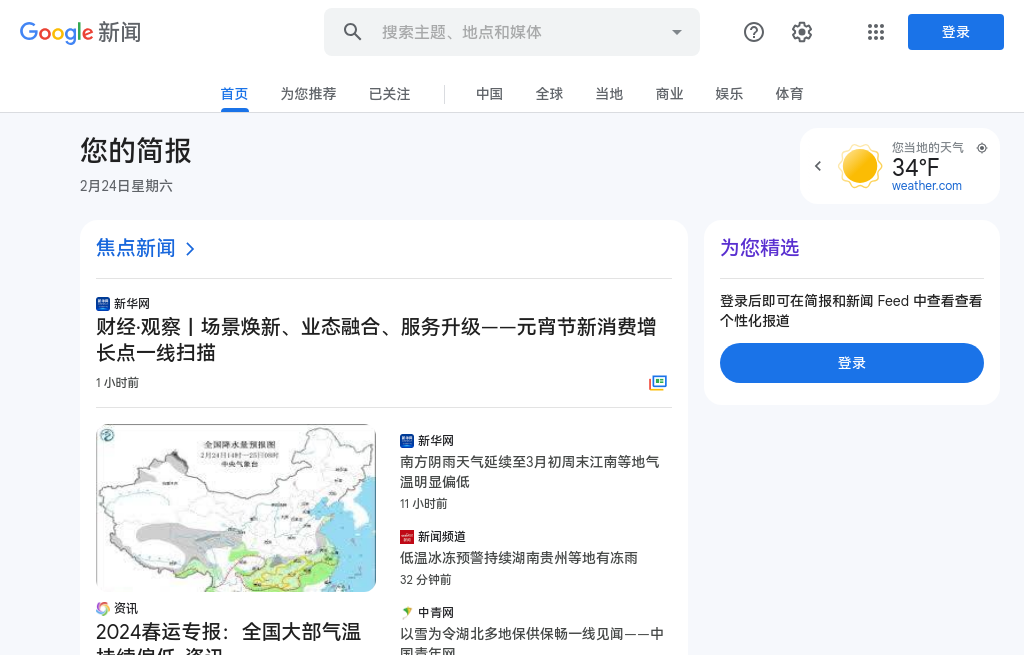 Google 新闻
搜索主题、地点和媒体
登录
首页 为您推荐 已关注 中国 全球 当地 商业 娱乐 体育
您的简报
2月24日星期六
您当地的天气
34°F
weather.com
焦点新闻
新华网
财经·观察丨场景焕新、业态融合、服务升级——元宵节新消费增
长点一线扫描
1 小时前
为您精选
登录后即可在简报和新闻 Feed 中查看查看
个性化报道
登录
全国降水量预报图
2月24日14时—25日08时
中央气象台
资讯
2024春运专报：全国大部气温
持续偏低-资讯
新华网
南方阴雨天气延续至3月初周末江南等地气
温明显偏低
11 小时前
新闻频道
低温冰冻预警持续湖南贵州等地有冻雨
32 分钟前
中青网
以雪为令湖北多地保供保畅一线见闻——中
国青年网